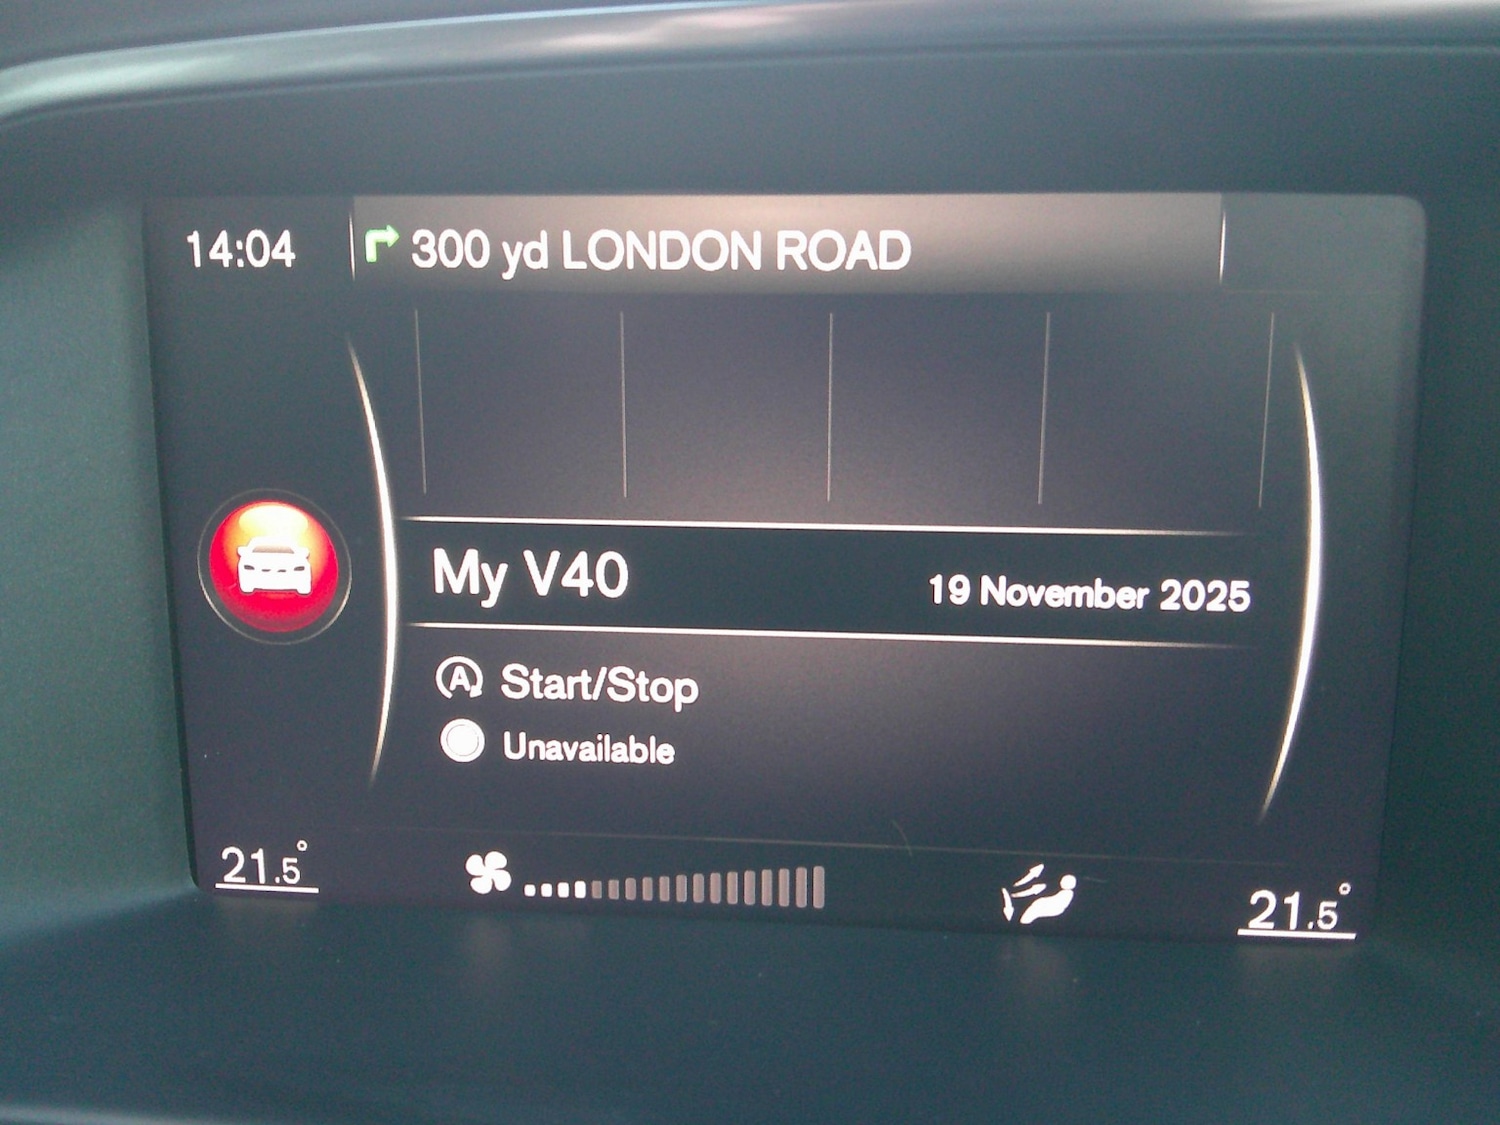 14:04
300 yd LONDON ROAD
My V40
19 November 2025
A Start/Stop
Unavailable
21.5°
21.5°